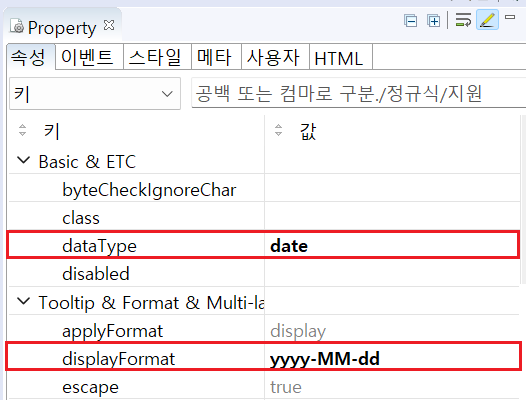 Property
속성 이벤트 스타일 메타 사용자 HTML
키 공백 또는 컴마로 구분./정규식/지원
키 값
Basic & ETC
byteCheckIgnoreChar
class
dataType date
disabled
Tooltip & Format & Multi-la
applyFormat display
displayFormat yyyy-MM-dd
escape true